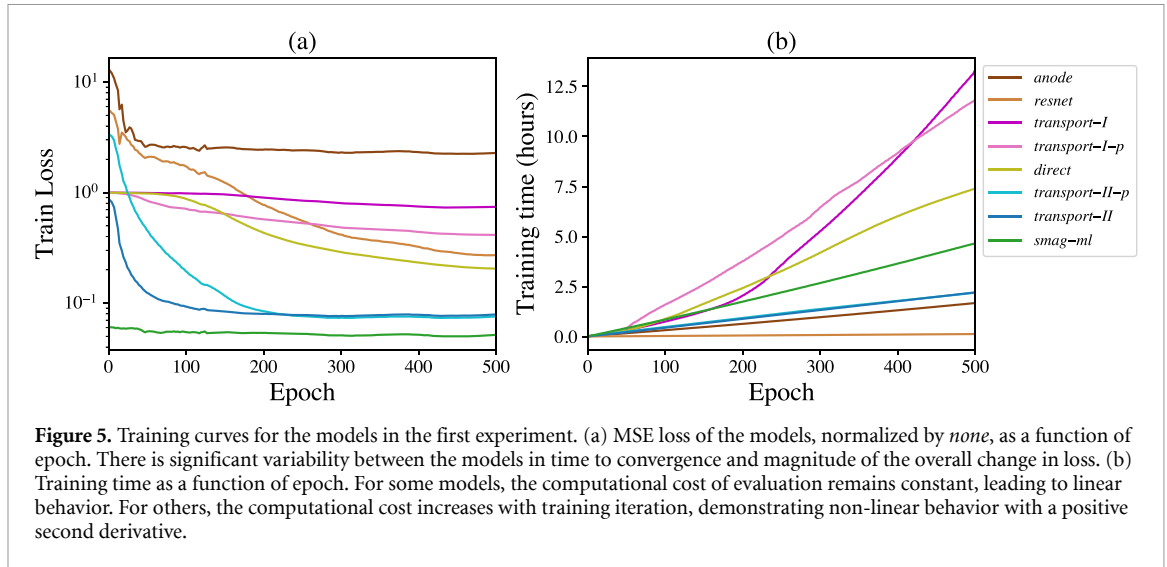 (a)
(b)
Train Loss
10¹
10⁰
10⁻¹
0 100 200 300 400 500
Epoch
Training time (hours)
12.5
10.0
7.5
5.0
2.5
0.0
0 100 200 300 400 500
Epoch
anode
resnet
transport−I
transport−I−p
direct
transport−II−p
transport−II
smag−ml
Figure 5. Training curves for the models in the first experiment. (a) MSE loss of the models, normalized by none, as a function of
epoch. There is significant variability between the models in time to convergence and magnitude of the overall change in loss. (b)
Training time as a function of epoch. For some models, the computational cost of evaluation remains constant, leading to linear
behavior. For others, the computational cost increases with training iteration, demonstrating non-linear behavior with a positive
second derivative.